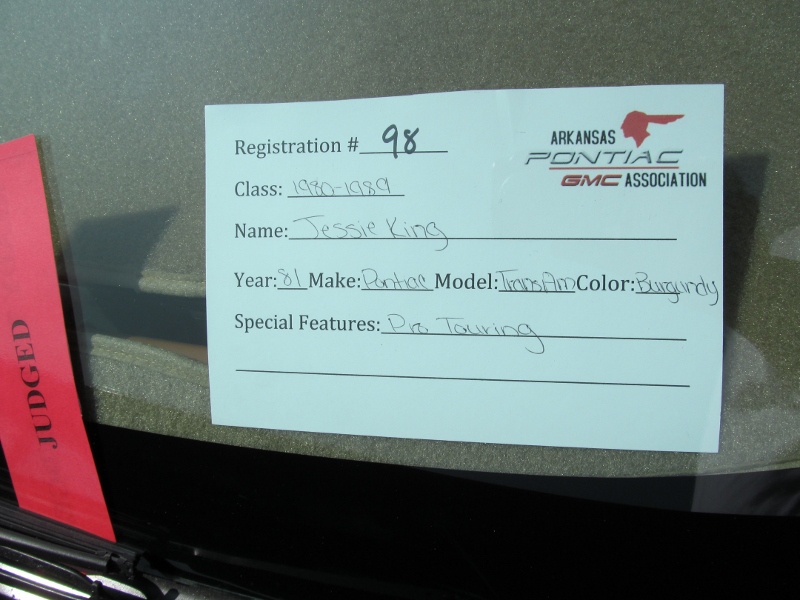 Registration # 98
Class: 1980-1989
Name: Jessie King
Year: 81 Make: Pontiac Model: TransAm Color: Burgundy
Special Features: Pro Touring
ARKANSAS
PONTIAC
GMC ASSOCIATION
JUDGED